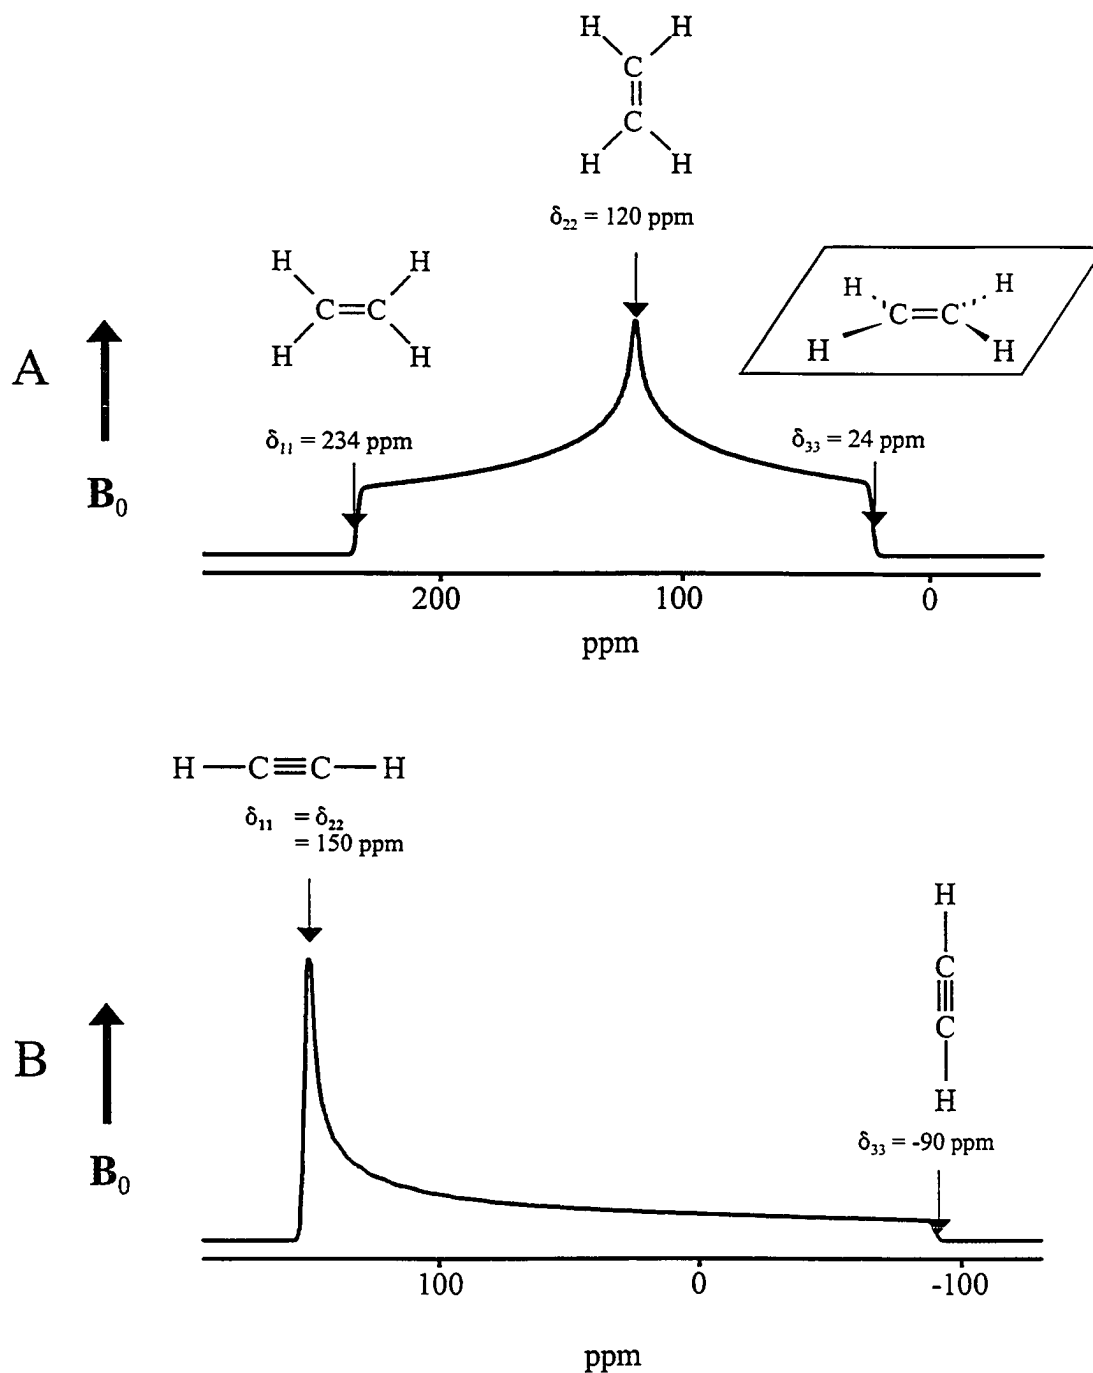 H H
C
C
H H
δ₂₂ = 120 ppm
H H
C=C
H H
H H
C=C
H H
A
B₀
δ₁₁ = 234 ppm
δ₃₃ = 24 ppm
200 100 0
ppm
H—C≡C—H
δ₁₁ = δ₂₂
= 150 ppm
H
C
C
H
δ₃₃ = -90 ppm
B
B₀
100 0 -100
ppm